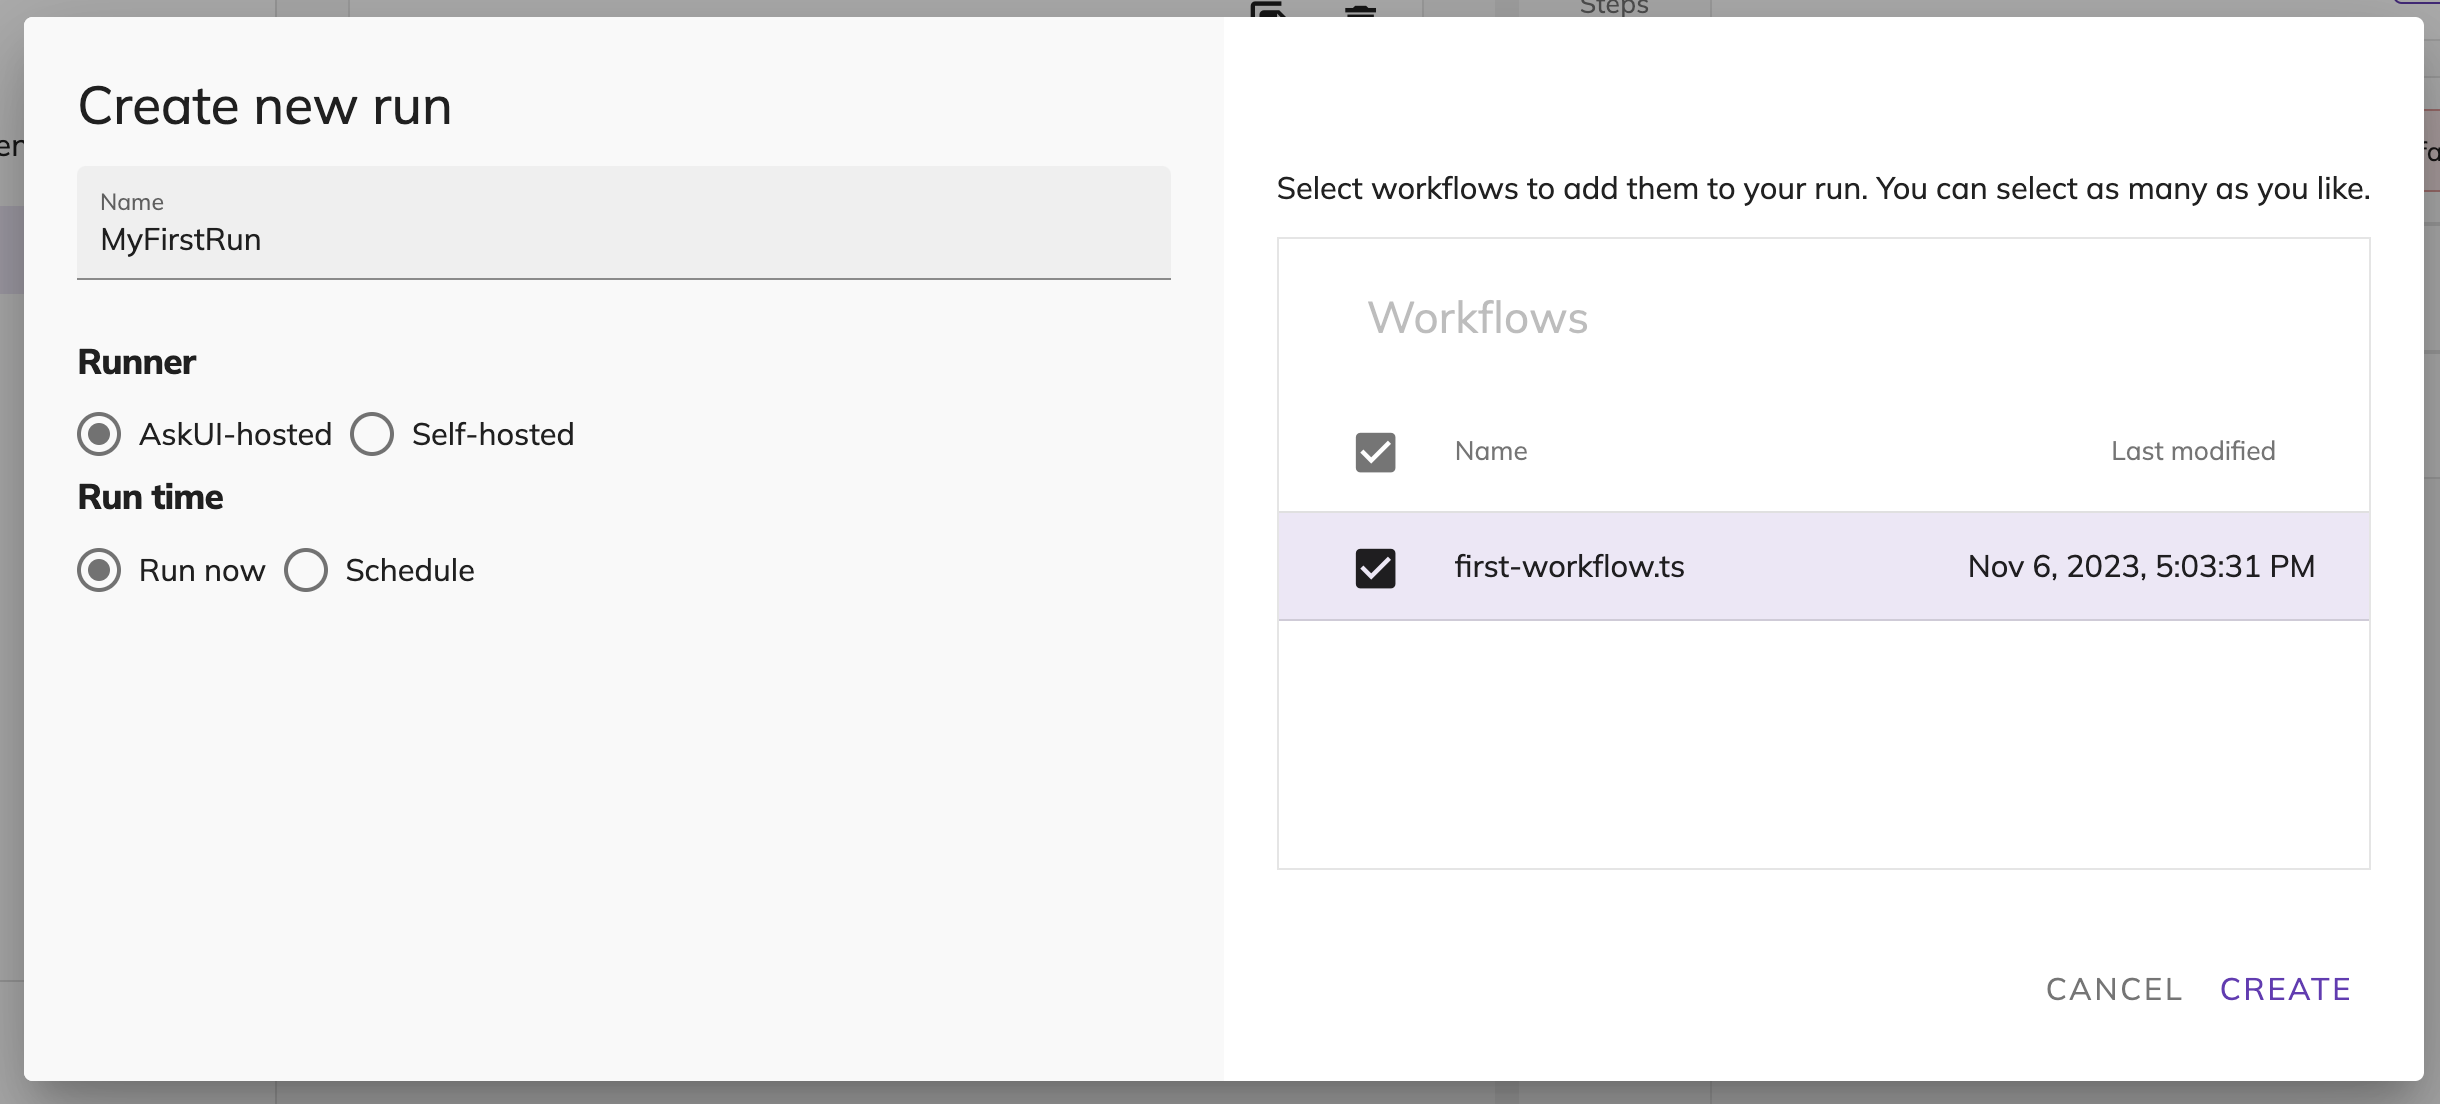 Steps
Create new run
Name
MyFirstRun
Runner
AskUI-hosted Self-hosted
Run time
Run now Schedule
Select workflows to add them to your run. You can select as many as you like.
Workflows
Name Last modified
first-workflow.ts Nov 6, 2023, 5:03:31 PM
CANCEL CREATE